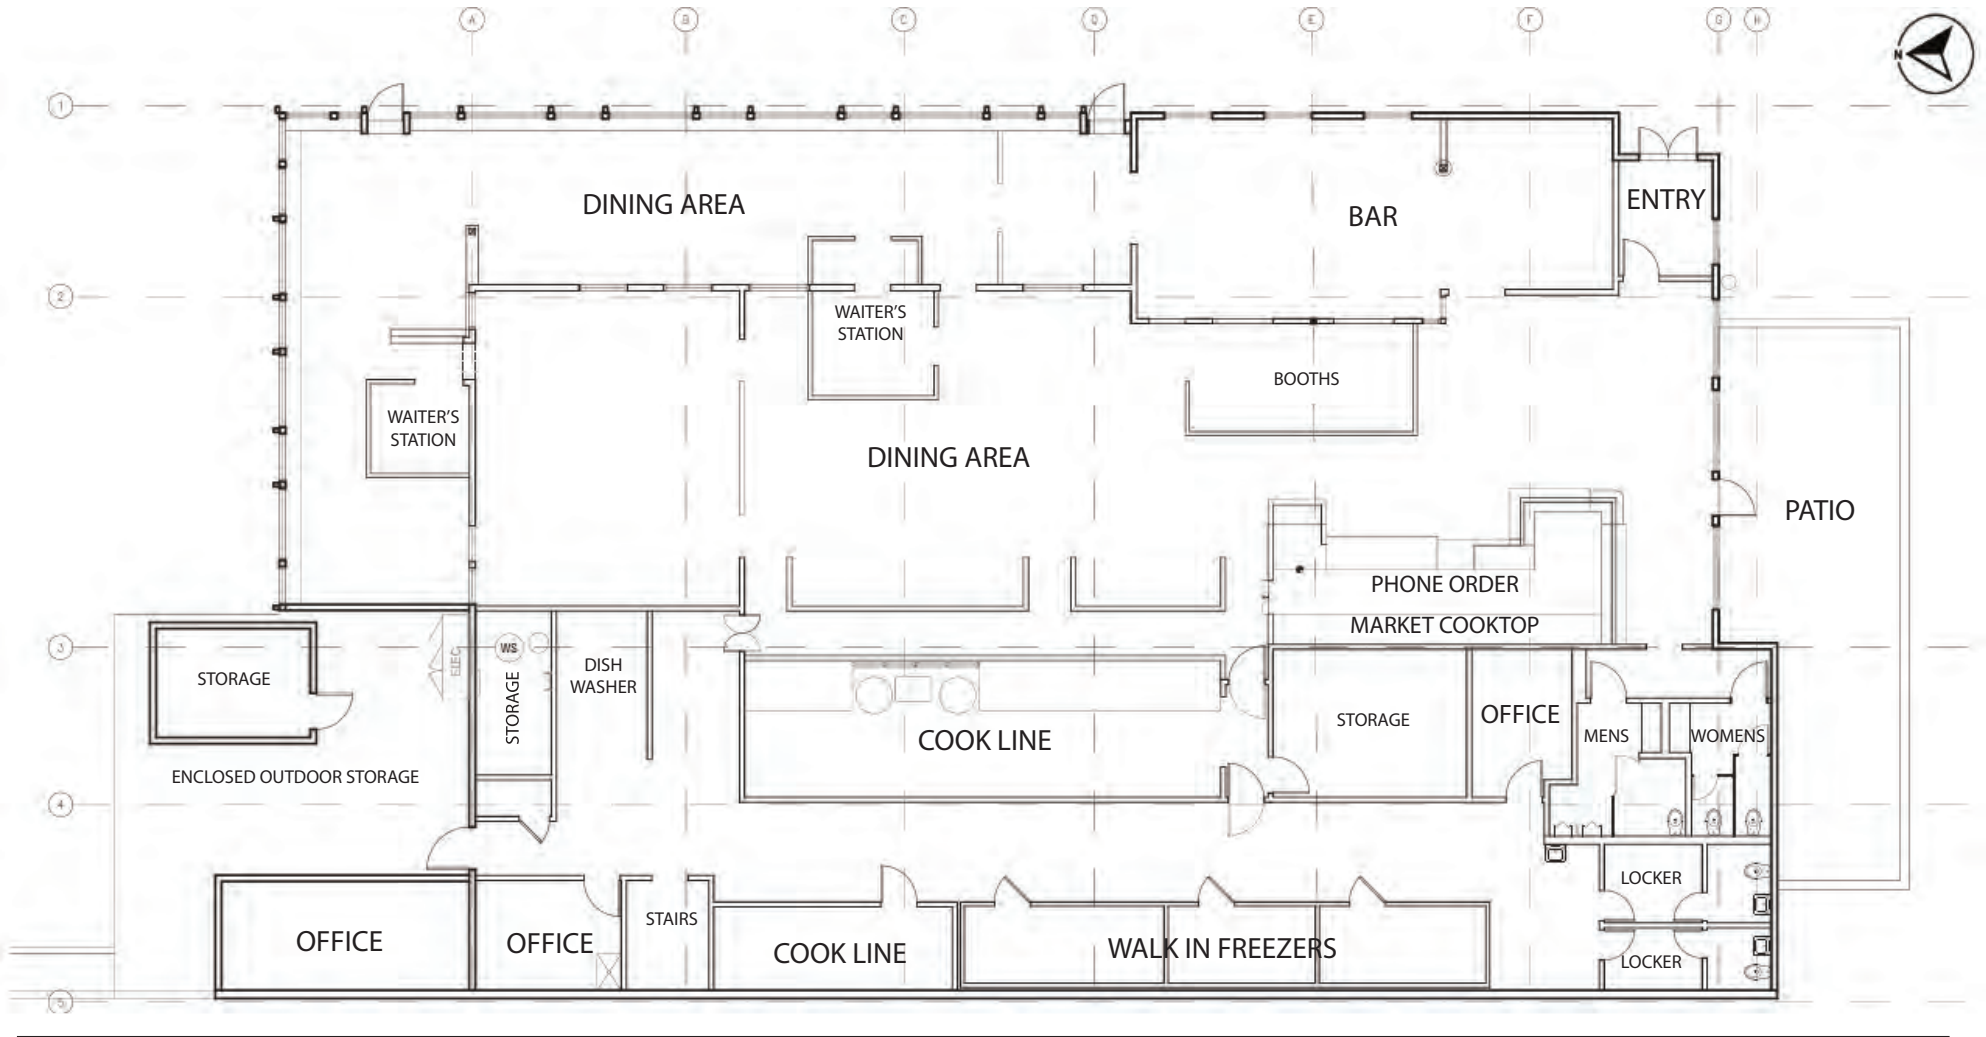 A B C D E F G H
N
1
DINING AREA
BAR
ENTRY
2
WAITER'S
STATION
BOOTHS
WAITER'S
STATION
DINING AREA
PATIO
PHONE ORDER
MARKET COOKTOP
3
WS
ELEC
STORAGE
STORAGE
DISH
WASHER
COOK LINE
STORAGE
OFFICE
MENS
WOMENS
ENCLOSED OUTDOOR STORAGE
4
LOCKER
OFFICE
OFFICE
STAIRS
COOK LINE
WALK IN FREEZERS
LOCKER
5